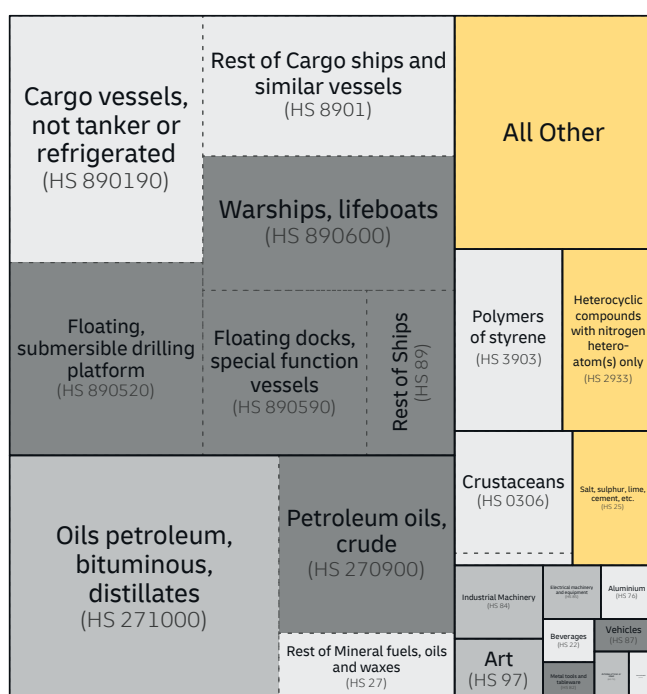 Cargo vessels,
not tanker or
refrigerated
(HS 890190)
Rest of Cargo ships and
similar vessels
(HS 8901)
All Other
Warships, lifeboats
(HS 890600)
Floating,
submersible drilling
platform
(HS 890520)
Floating docks,
special function
vessels
(HS 890590)
Rest of Ships
(HS 89)
Polymers
of styrene
(HS 3903)
Heterocyclic
compounds
with nitrogen
hetero-
atom(s) only
(HS 2933)
Crustaceans
(HS 0306)
Salt, sulphur, lime,
cement, etc.
(HS 25)
Oils petroleum,
bituminous,
distillates
(HS 271000)
Petroleum oils,
crude
(HS 270900)
Rest of Mineral fuels, oils
and waxes
(HS 27)
Industrial Machinery
(HS 84)
Electrical machinery
and equipment
Aluminium
(HS 76)
Beverages
(HS 22)
Vehicles
(HS 87)
Art
(HS 97)
Metal tools and
tableware